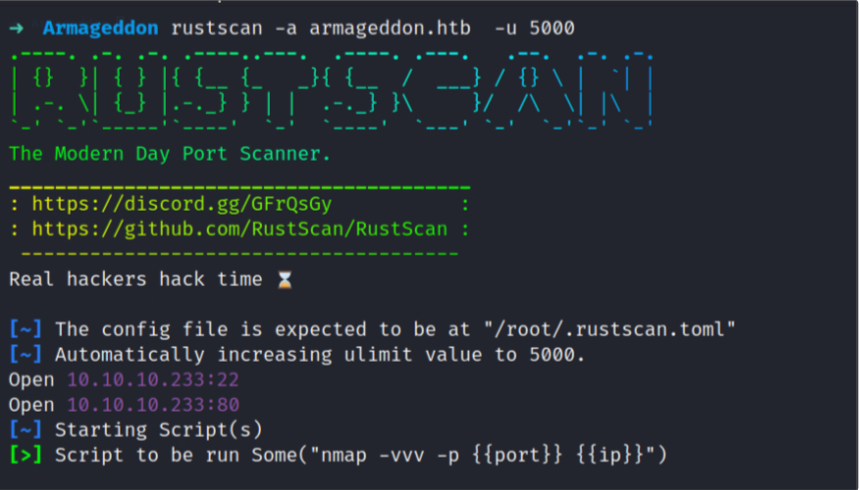 → Armageddon rustscan -a armageddon.htb  -u 5000
RUSTSCAN
The Modern Day Port Scanner.
: https://discord.gg/GFrQsGy           :
: https://github.com/RustScan/RustScan :
Real hackers hack time ⌛
[~] The config file is expected to be at "/root/.rustscan.toml"
[~] Automatically increasing ulimit value to 5000.
Open 10.10.10.233:22
Open 10.10.10.233:80
[~] Starting Script(s)
[>] Script to be run Some("nmap -vvv -p {{port}} {{ip}}")